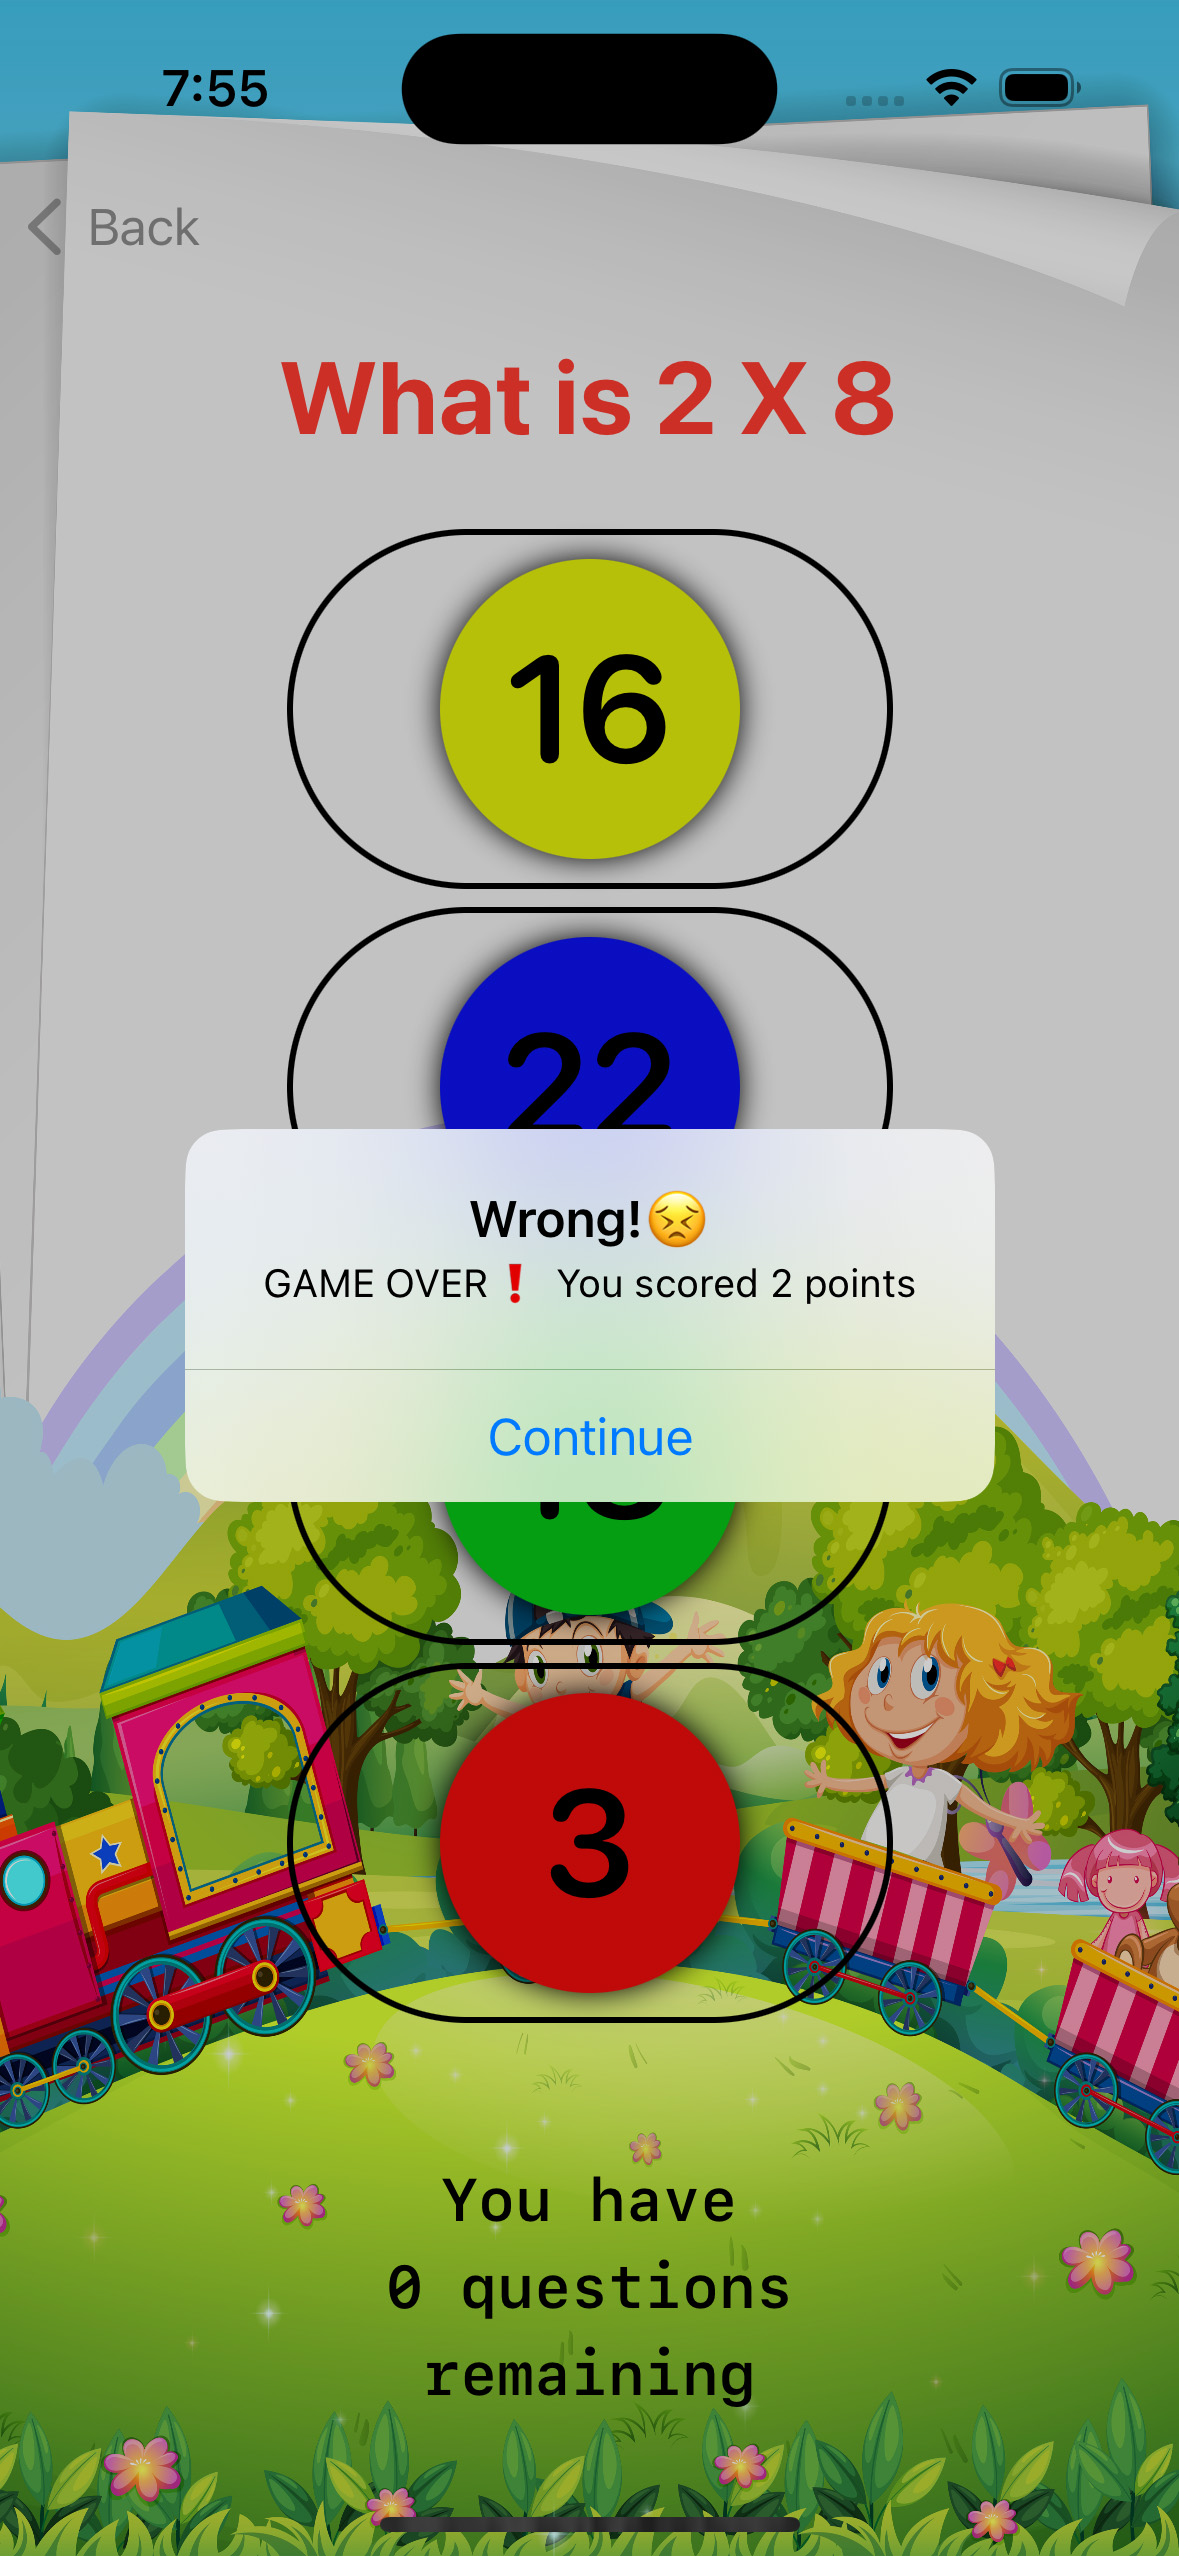 7:55
Back
What is 2 X 8
16
22
Wrong!😣
GAME OVER❗ You scored 2 points
Continue
3
You have
0 questions
remaining